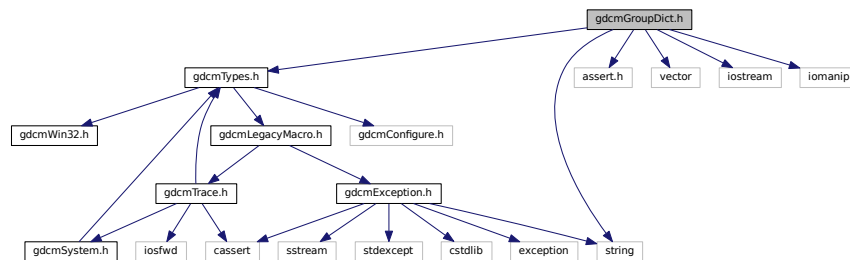 gdcmGroupDict.h
gdcmTypes.h
assert.h
vector
iostream
iomanip
gdcmWin32.h
gdcmLegacyMacro.h
gdcmConfigure.h
gdcmTrace.h
gdcmException.h
gdcmSystem.h
iosfwd
cassert
sstream
stdexcept
cstdlib
exception
string